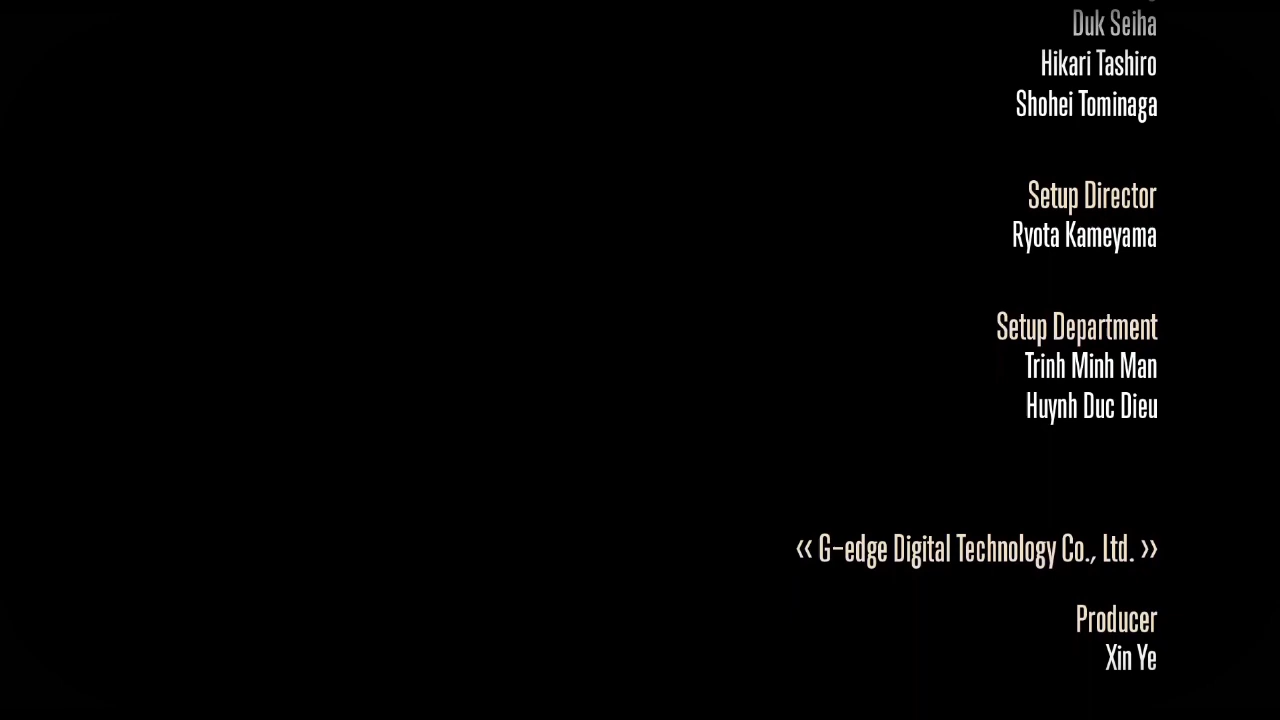 Duk Seiha
Hikari Tashiro
Shohei Tominaga
Setup Director
Ryota Kameyama
Setup Department
Trinh Minh Man
Huynh Duc Dieu
‹‹ G-edge Digital Technology Co., Ltd. ››
Producer
Xin Ye